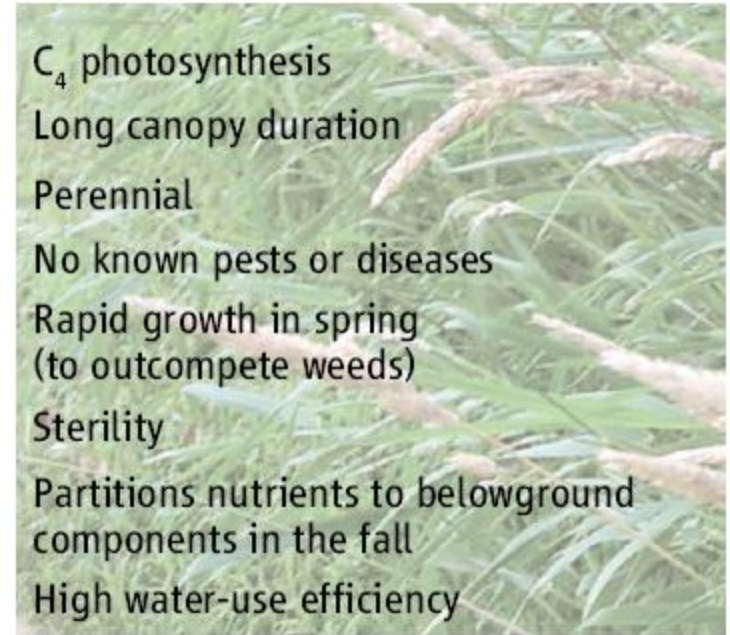 C₄ photosynthesis
Long canopy duration
Perennial
No known pests or diseases
Rapid growth in spring
(to outcompete weeds)
Sterility
Partitions nutrients to belowground
components in the fall
High water-use efficiency